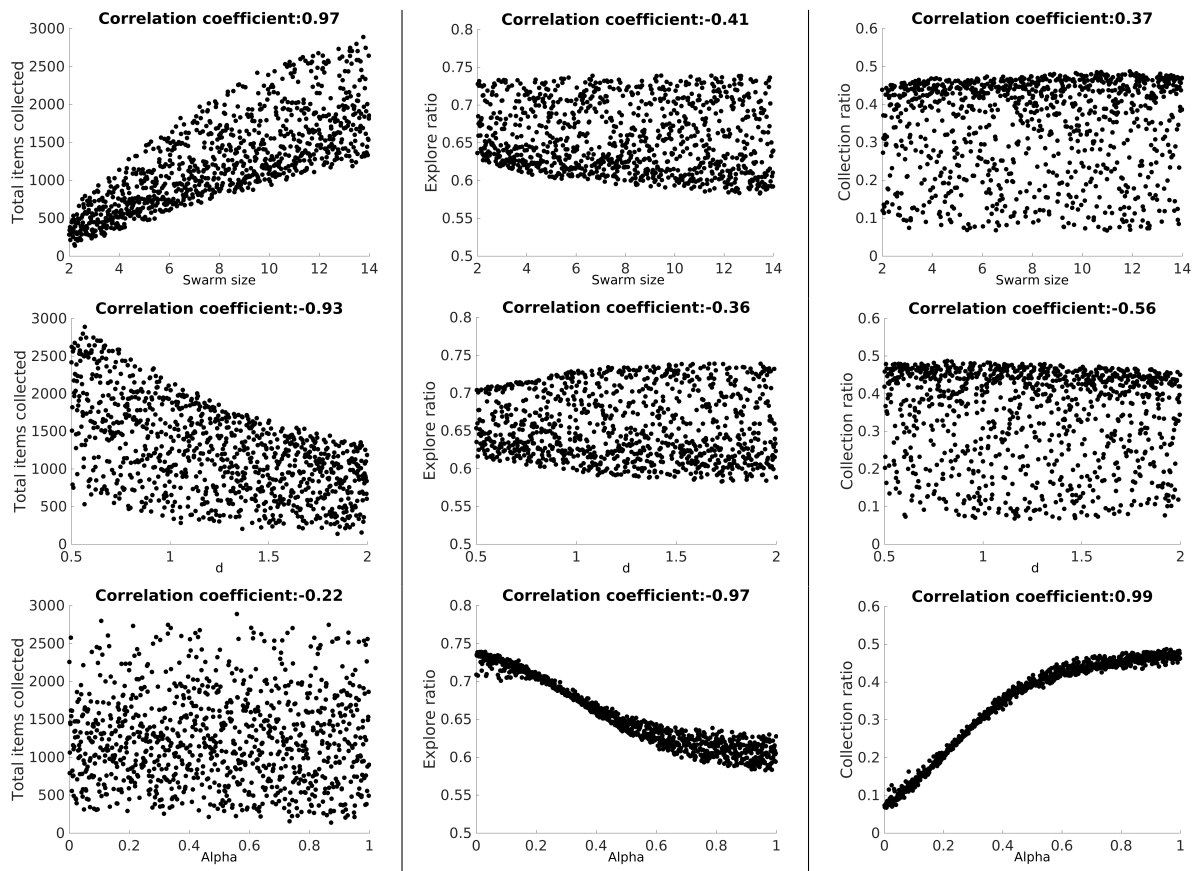 Correlation coefficient:0.97
3000
2500
2000
1500
1000
500
0
Total items collected
2 4 6 8 10 12 14
Swarm size
Correlation coefficient:-0.41
0.8
0.75
0.7
0.65
0.6
0.55
0.5
Explore ratio
2 4 6 8 10 12 14
Swarm size
Correlation coefficient:0.37
0.6
0.5
0.4
0.3
0.2
0.1
0
Collection ratio
2 4 6 8 10 12 14
Swarm size
Correlation coefficient:-0.93
3000
2500
2000
1500
1000
500
0
Total items collected
0.5 1 1.5 2
d
Correlation coefficient:-0.36
0.8
0.75
0.7
0.65
0.6
0.55
0.5
Explore ratio
0.5 1 1.5 2
d
Correlation coefficient:-0.56
0.6
0.5
0.4
0.3
0.2
0.1
0
Collection ratio
0.5 1 1.5 2
d
Correlation coefficient:-0.22
3000
2500
2000
1500
1000
500
0
Total items collected
0 0.2 0.4 0.6 0.8 1
Alpha
Correlation coefficient:-0.97
0.8
0.75
0.7
0.65
0.6
0.55
0.5
Explore ratio
0 0.2 0.4 0.6 0.8 1
Alpha
Correlation coefficient:0.99
0.6
0.5
0.4
0.3
0.2
0.1
0
Collection ratio
0 0.2 0.4 0.6 0.8 1
Alpha